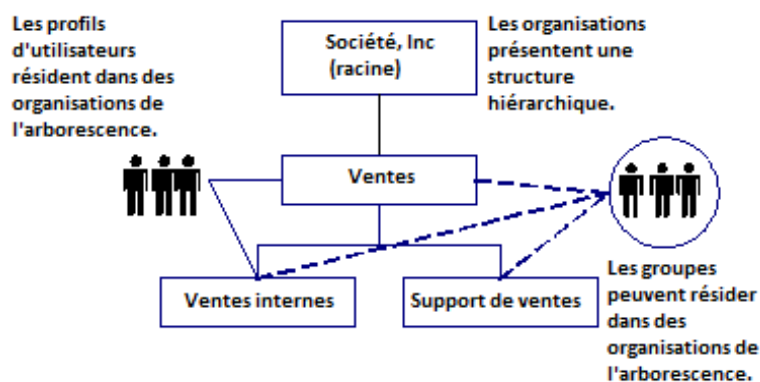 Les profils
d'utilisateurs
résident dans des
organisations de
l'arborescence.
Société, Inc
(racine)
Les organisations
présentent une
structure
hiérarchique.
Ventes
Ventes internes
Support de ventes
Les groupes
peuvent résider
dans des
organisations de
l'arborescence.